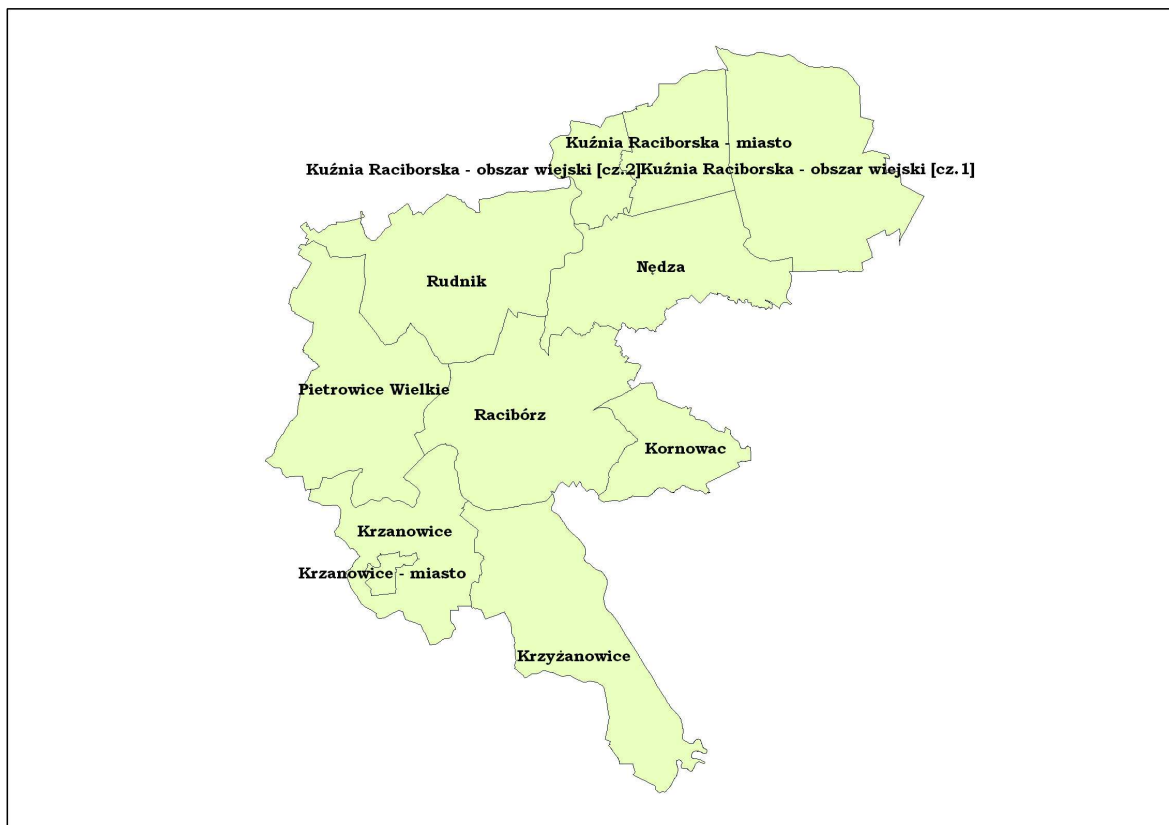 Kuźnia Raciborska - miasto
Kuźnia Raciborska - obszar wiejski [cz.2]
Kuźnia Raciborska - obszar wiejski [cz.1]
Rudnik
Nędza
Pietrowice Wielkie
Racibórz
Kornowac
Krzanowice
Krzanowice - miasto
Krzyżanowice